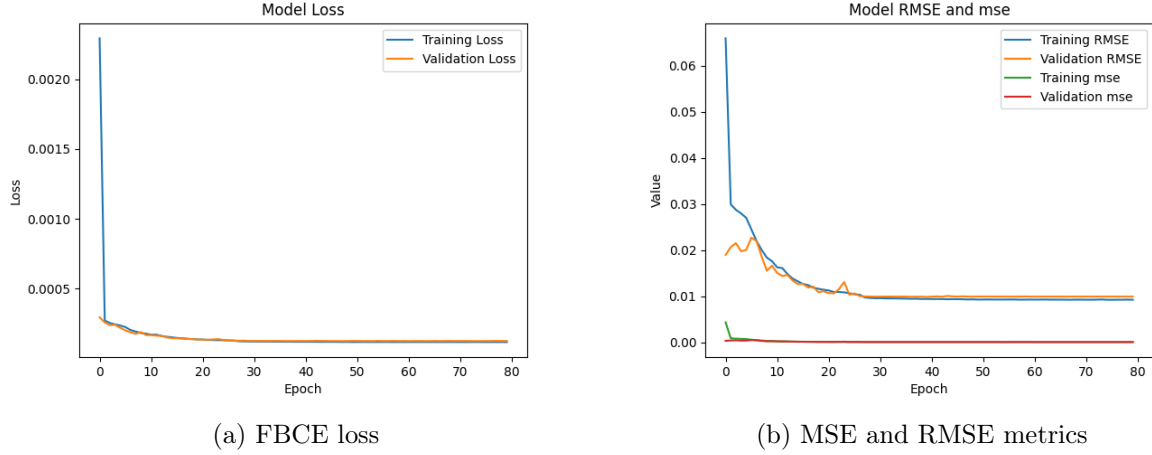 Model Loss
Training Loss
Validation Loss
0.0020
0.0015
0.0010
0.0005
Loss
0 10 20 30 40 50 60 70 80
Epoch
(a) FBCE loss
Model RMSE and mse
Training RMSE
Validation RMSE
Training mse
Validation mse
0.06
0.05
0.04
0.03
0.02
0.01
0.00
Value
0 10 20 30 40 50 60 70 80
Epoch
(b) MSE and RMSE metrics